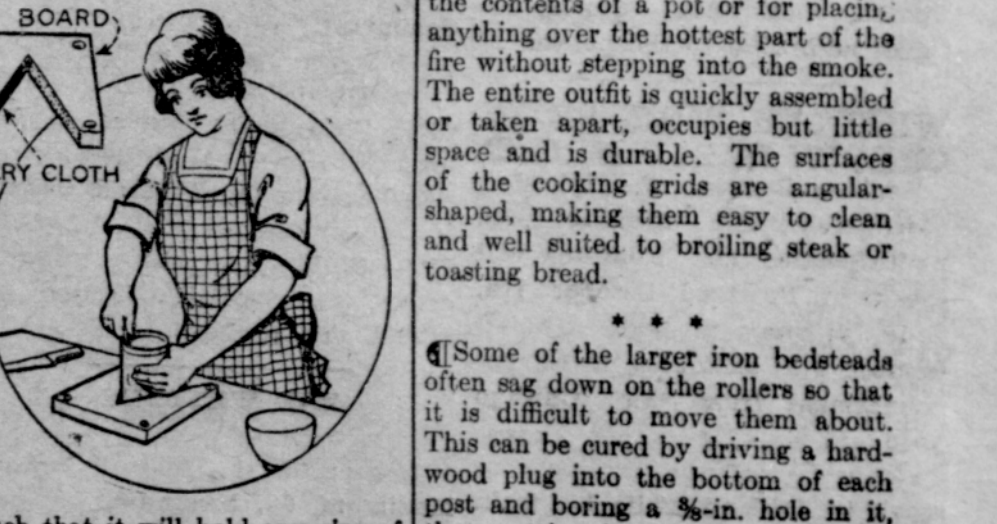 BOARD
RY CLOTH
that it will hold
the contents of a pot or for placing
anything over the hottest part of the
fire without stepping into the smoke.
The entire outfit is quickly assembled
or taken apart, occupies but little
space and is durable. The surfaces
of the cooking grids are angular-
shaped, making them easy to clean
and well suited to broiling steak or
toasting bread.
* * *
¶Some of the larger iron bedsteads
often sag down on the rollers so that
it is difficult to move them about.
This can be cured by driving a hard-
wood plug into the bottom of each
post and boring a ⅜-in. hole in it,